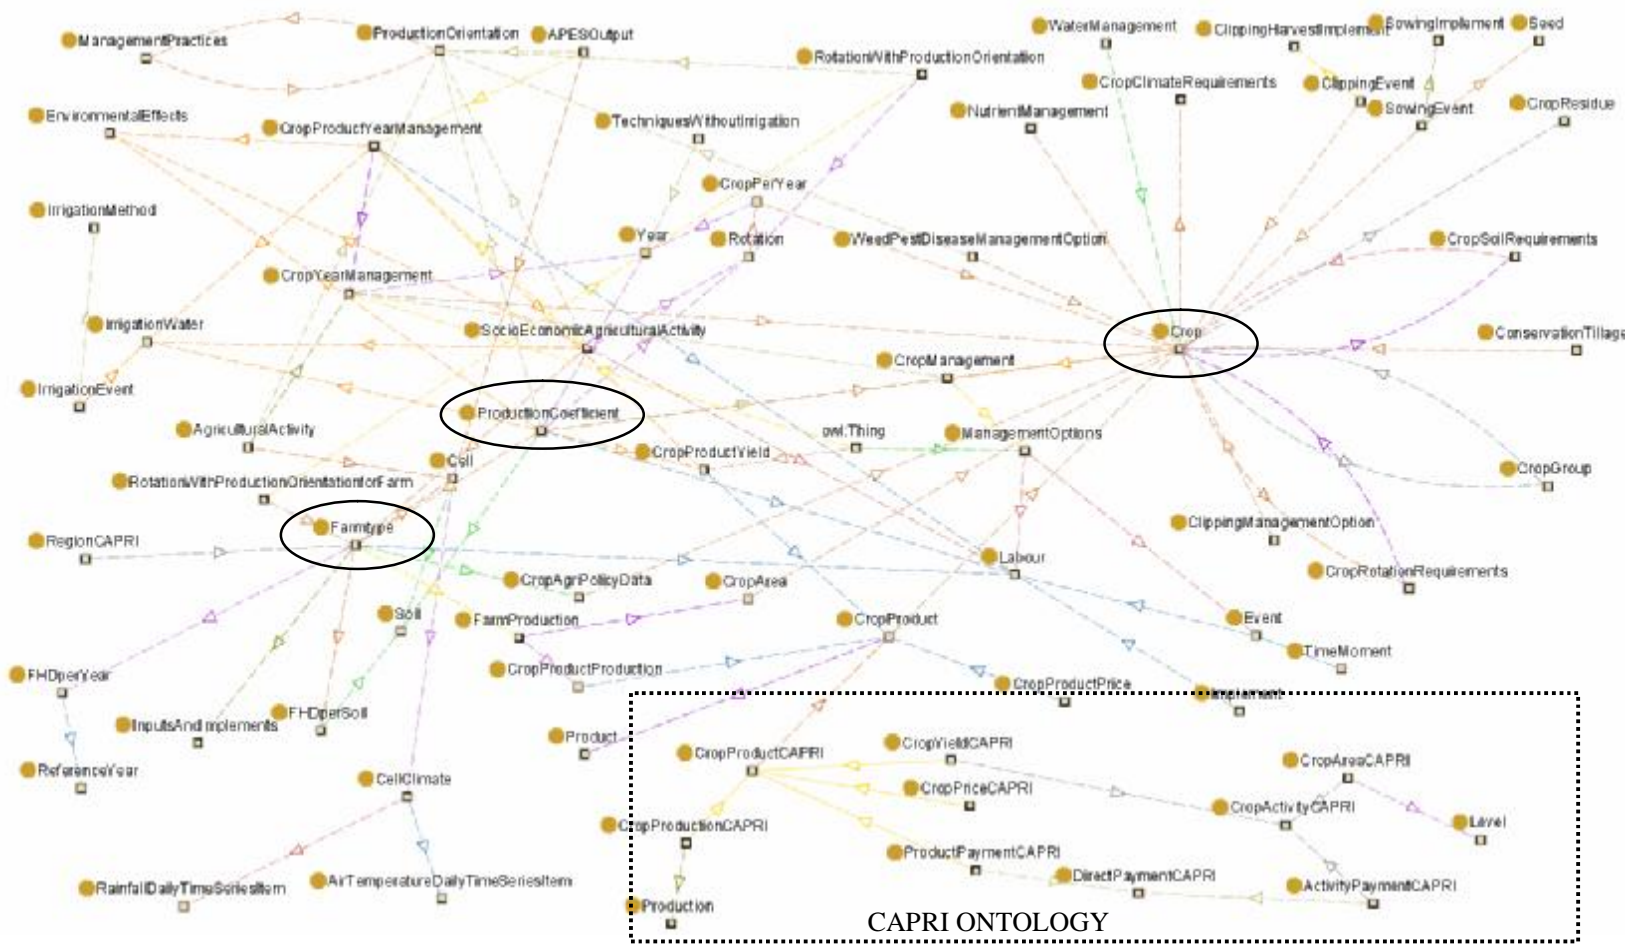 ManagementPractices
ProductionOrientation
APESOutput
RotationWithProductionOrientation
WaterManagement
ClippingHarvestImplement
SowingImplement
Seed
CropClimateRequirements
ClippingEvent
EnvironmentalEffects
CropProductYearManagement
TechniquesWithoutIrrigation
NutrientManagement
SowingEvent
CropResidue
CropPerYear
IrrigationMethod
Year
Rotation
WeedPestDiseaseManagementOption
CropSoilRequirements
CropYearManagement
IrrigationWater
SocioEconomicAgriculturalActivity
Crop
ConservationTillage
CropManagement
IrrigationEvent
ProductionCoefficient
AgriculturalActivity
owl:Thing
ManagementOptions
CropProductYield
Cell
CropGroup
RotationWithProductionOrientationforFarm
Farmtype
ClippingManagementOption
RegionCAPRI
Labour
CropRotationRequirements
CropAgriPolicyData
CropArea
Soil
FarmProduction
CropProduct
Event
TimeMoment
FHDperYear
CropProductProduction
CropProductPrice
Implement
InputsAndImplements
FHDperSoil
Product
CropProductCAPRI
CropYieldCAPRI
CropAreaCAPRI
ReferenceYear
CellClimate
CropPriceCAPRI
CropActivityCAPRI
Level
CropProductionCAPRI
ProductPaymentCAPRI
DirectPaymentCAPRI
ActivityPaymentCAPRI
RainfallDailyTimeSeriesItem
AirTemperatureDailyTimeSeriesItem
Production
CAPRI ONTOLOGY